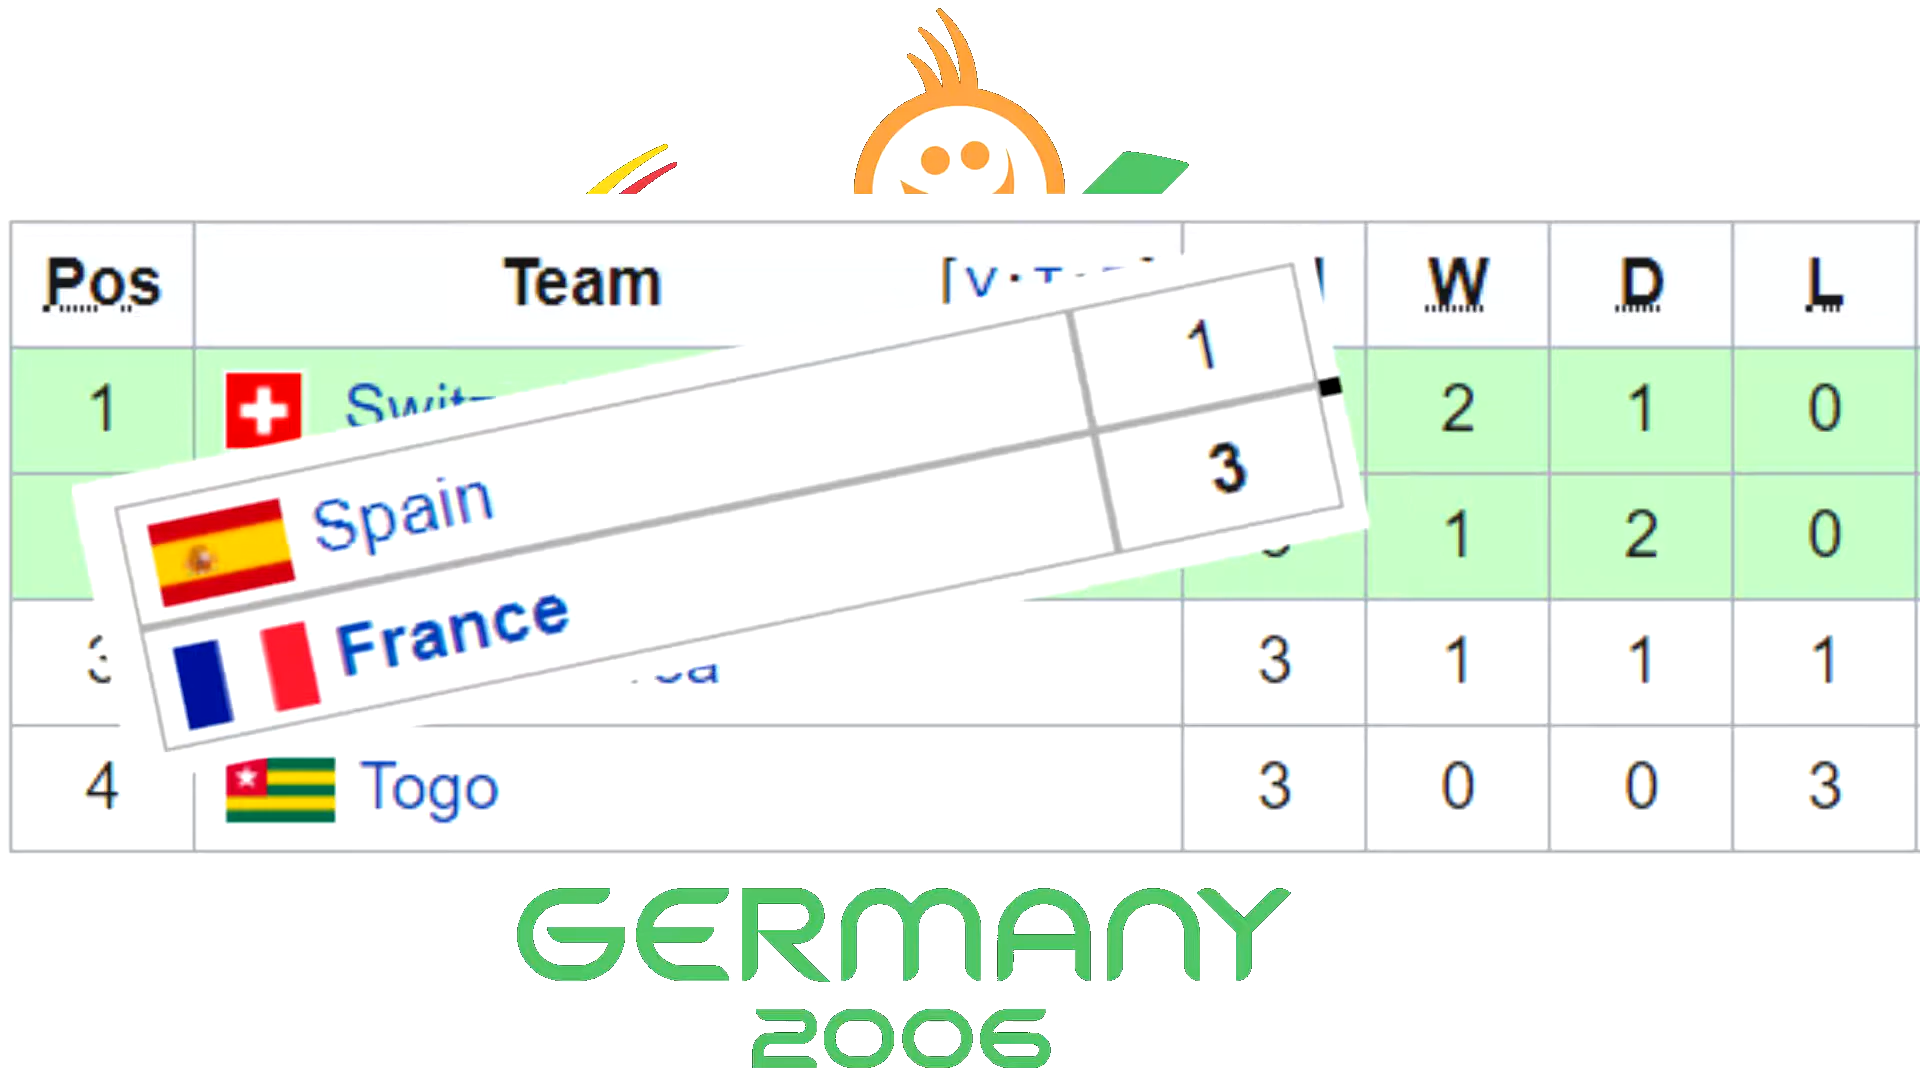 Pos Team W D L
1 2 1 0
Spain 1
France 3
1 2 0
3 1 1 1
4 Togo 3 0 0 3
GERMANY
2006